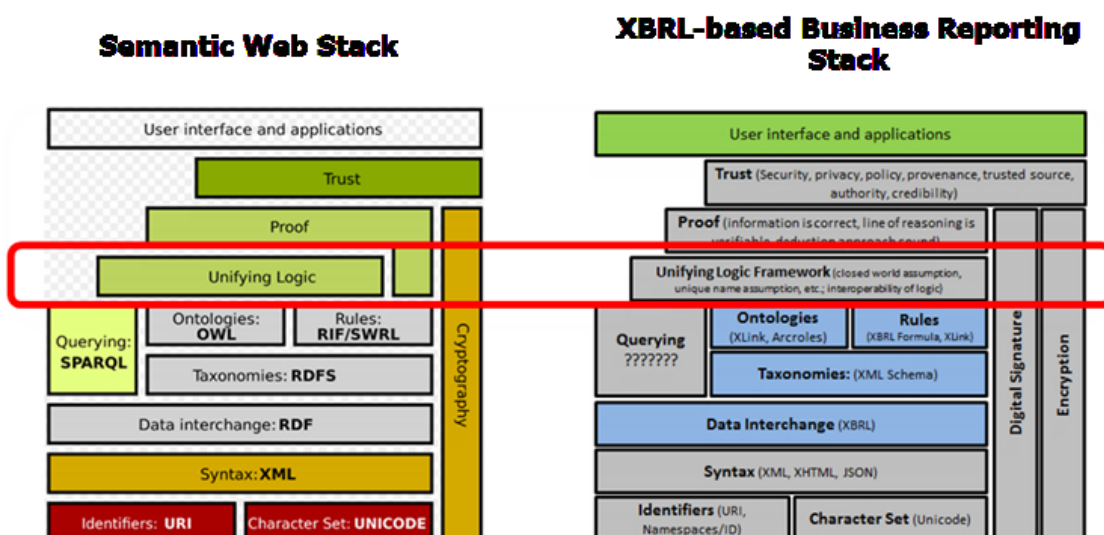 Semantic Web Stack
User interface and applications
Trust
Proof
Unifying Logic
Querying:
SPARQL
Ontologies:
OWL
Rules:
RIF/SWRL
Taxonomies: RDFS
Data interchange: RDF
Syntax: XML
Identifiers: URI
Character Set: UNICODE
Cryptography
XBRL-based Business Reporting
Stack
User interface and applications
Trust (Security, privacy, policy, provenance, trusted source,
authority, credibility)
Proof (information is correct, line of reasoning is
verifiable, deduction approach sound)
Unifying Logic Framework (closed world assumption,
unique name assumption, etc.; interoperability of logic)
Querying
???????
Ontologies
(XLink, Arcroles)
Rules
(XBRL Formula, XLink)
Taxonomies: (XML Schema)
Data Interchange (XBRL)
Syntax (XML, XHTML, JSON)
Identifiers (URI,
Namespaces/ID)
Character Set (Unicode)
Digital Signature
Encryption